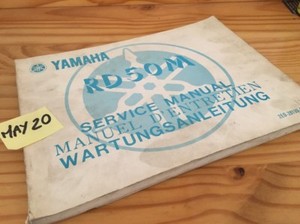 YAMAHA
RD50M
SERVICE MANUAL
MANUEL D'ENTRETIEN
WARTUNGSANLEITUNG
MAY 20